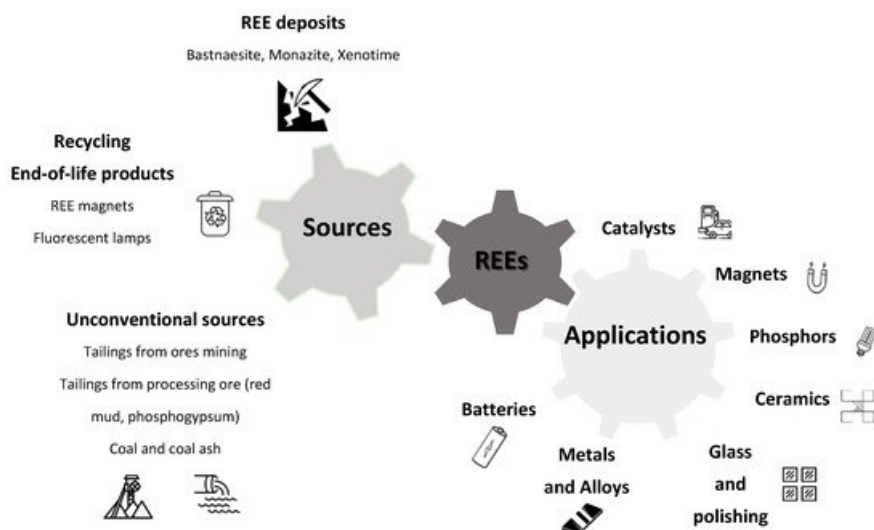 REE deposits
Bastnaesite, Monazite, Xenotime
Recycling
End-of-life products
REE magnets
Fluorescent lamps
Unconventional sources
Tailings from ores mining
Tailings from processing ore (red
mud, phosphogypsum)
Coal and coal ash
Sources
REEs
Applications
Catalysts
Magnets
Phosphors
Ceramics
Glass
and
polishing
Metals
and Alloys
Batteries